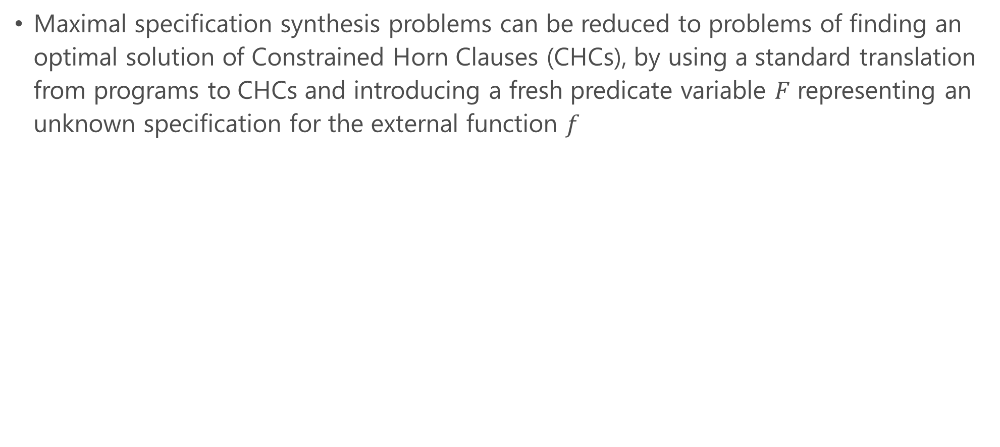 • Maximal specification synthesis problems can be reduced to problems of finding an
optimal solution of Constrained Horn Clauses (CHCs), by using a standard translation
from programs to CHCs and introducing a fresh predicate variable F representing an
unknown specification for the external function f